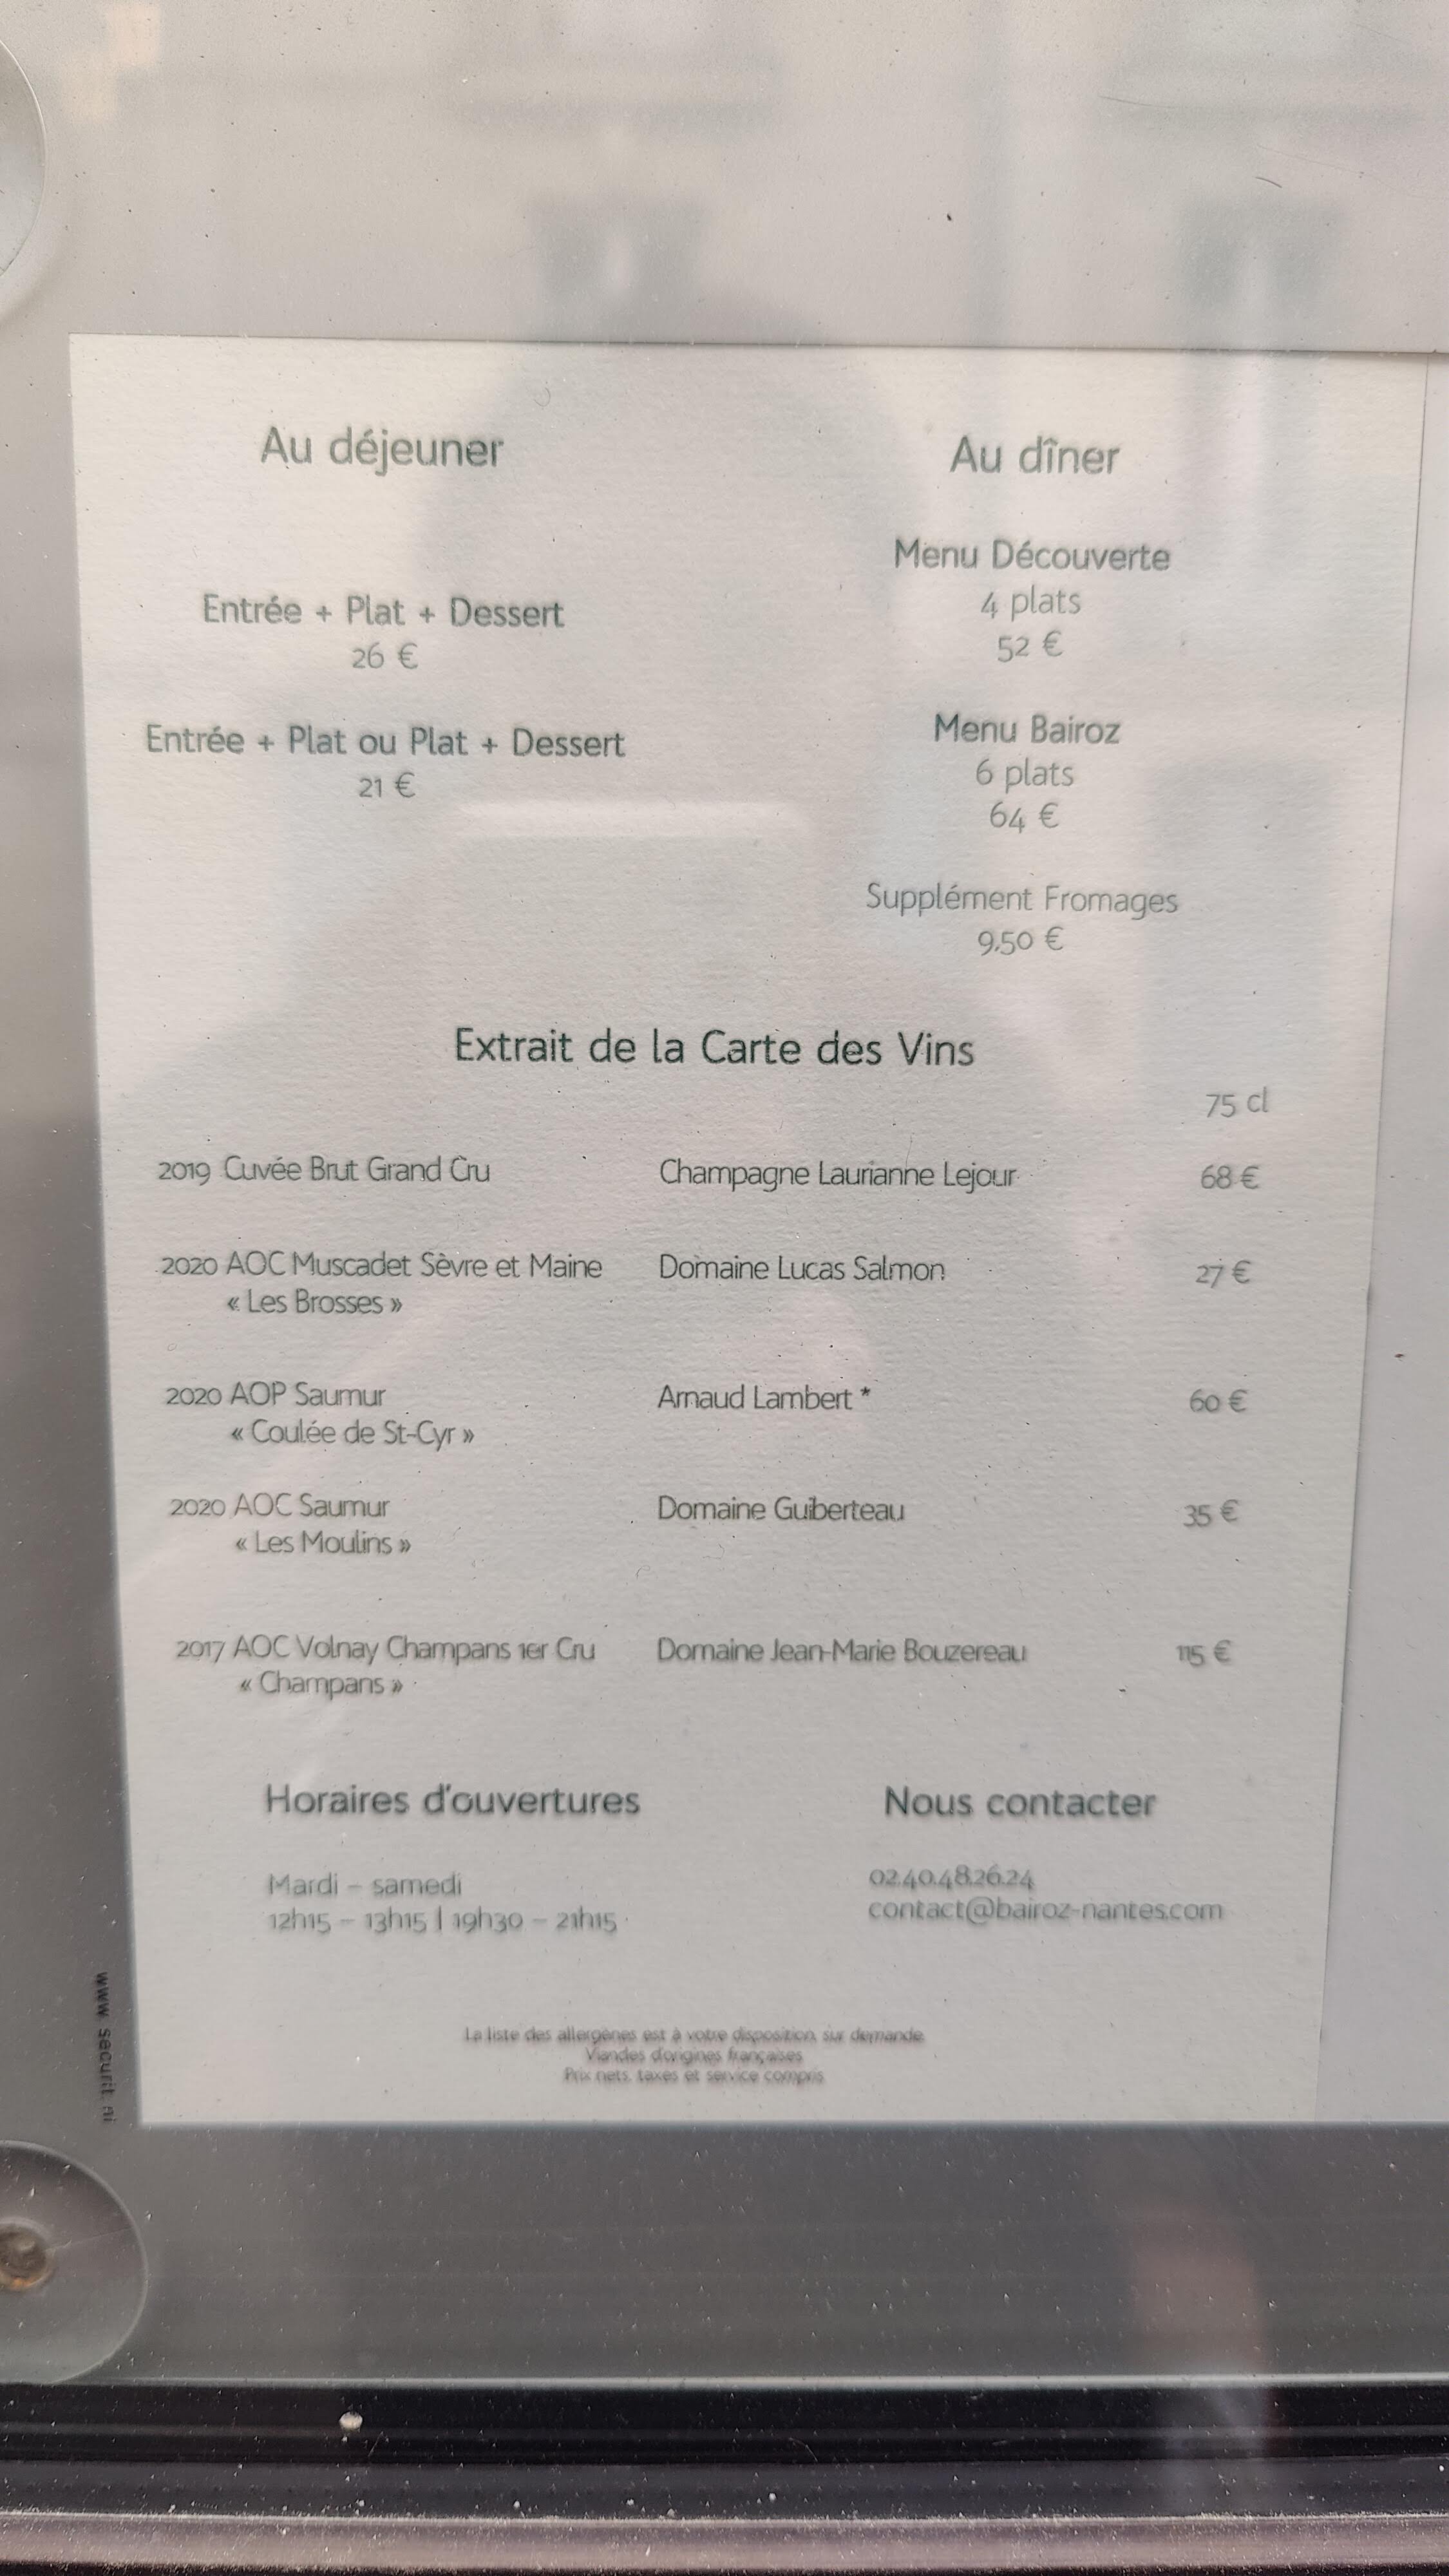 Au déjeuner
Entrée + Plat + Dessert
26 €
Entrée + Plat ou Plat + Dessert
21 €
Au dîner
Menu Découverte
4 plats
52 €
Menu Bairoz
6 plats
64 €
Supplément Fromages
9,50 €
Extrait de la Carte des Vins
75 cl
2019 Cuvée Brut Grand Cru Champagne Laurianne Lejour 68 €
2020 AOC Muscadet Sèvre et Maine Domaine Lucas Salmon 27 €
« Les Brosses »
2020 AOP Saumur Arnaud Lambert * 60 €
« Coulée de St-Cyr »
2020 AOC Saumur Domaine Guiberteau 35 €
« Les Moulins »
2017 AOC Volnay Champans 1er Cru Domaine Jean-Marie Bouzereau 115 €
« Champans »
Horaires d'ouvertures
Mardi – samedi
12h15 – 13h15 | 19h30 – 21h15
Nous contacter
02.40.48.26.24
contact@bairoz-nantes.com
La liste des allergènes est à votre disposition, sur demande.
Viandes d'origines françaises
Prix nets, taxes et service compris
www.securit.